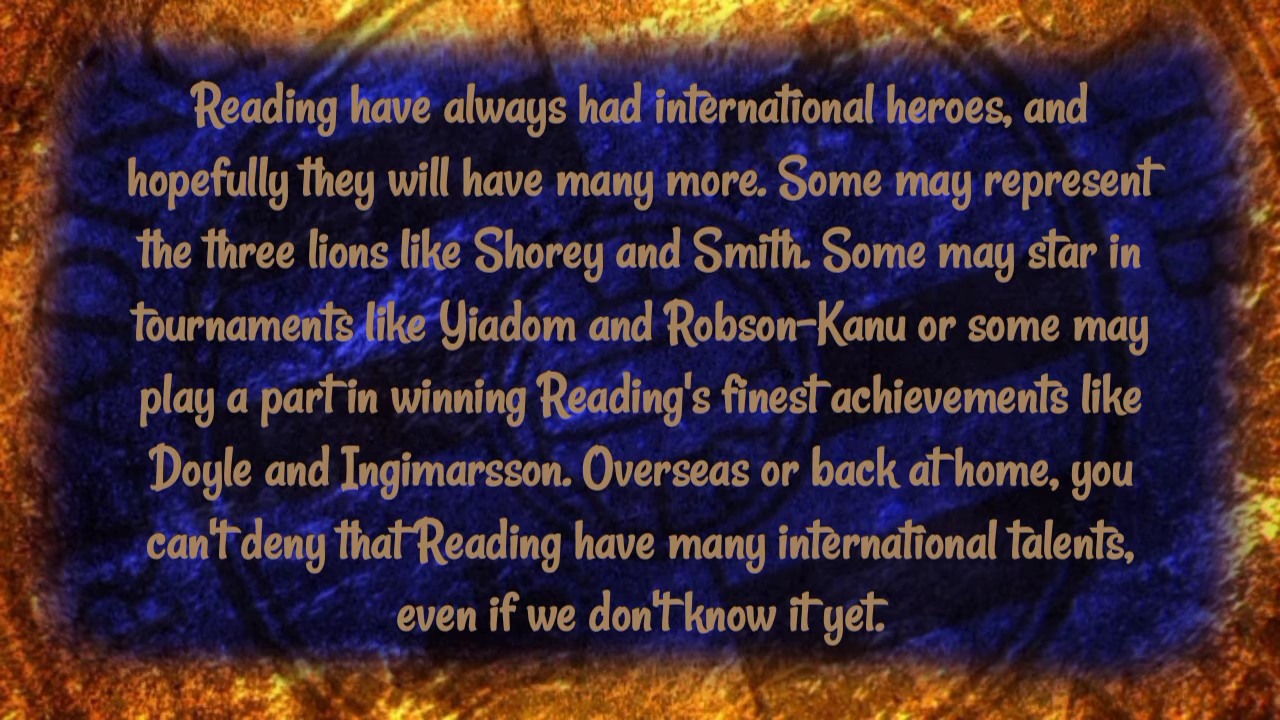 Reading have always had international heroes, and
hopefully they will have many more. Some may represent
the three lions like Shorey and Smith. Some may star in
tournaments like Yiadom and Robson-Kanu or some may
play a part in winning Reading's finest achievements like
Doyle and Ingimarsson. Overseas or back at home, you
can't deny that Reading have many international talents,
even if we don't know it yet.